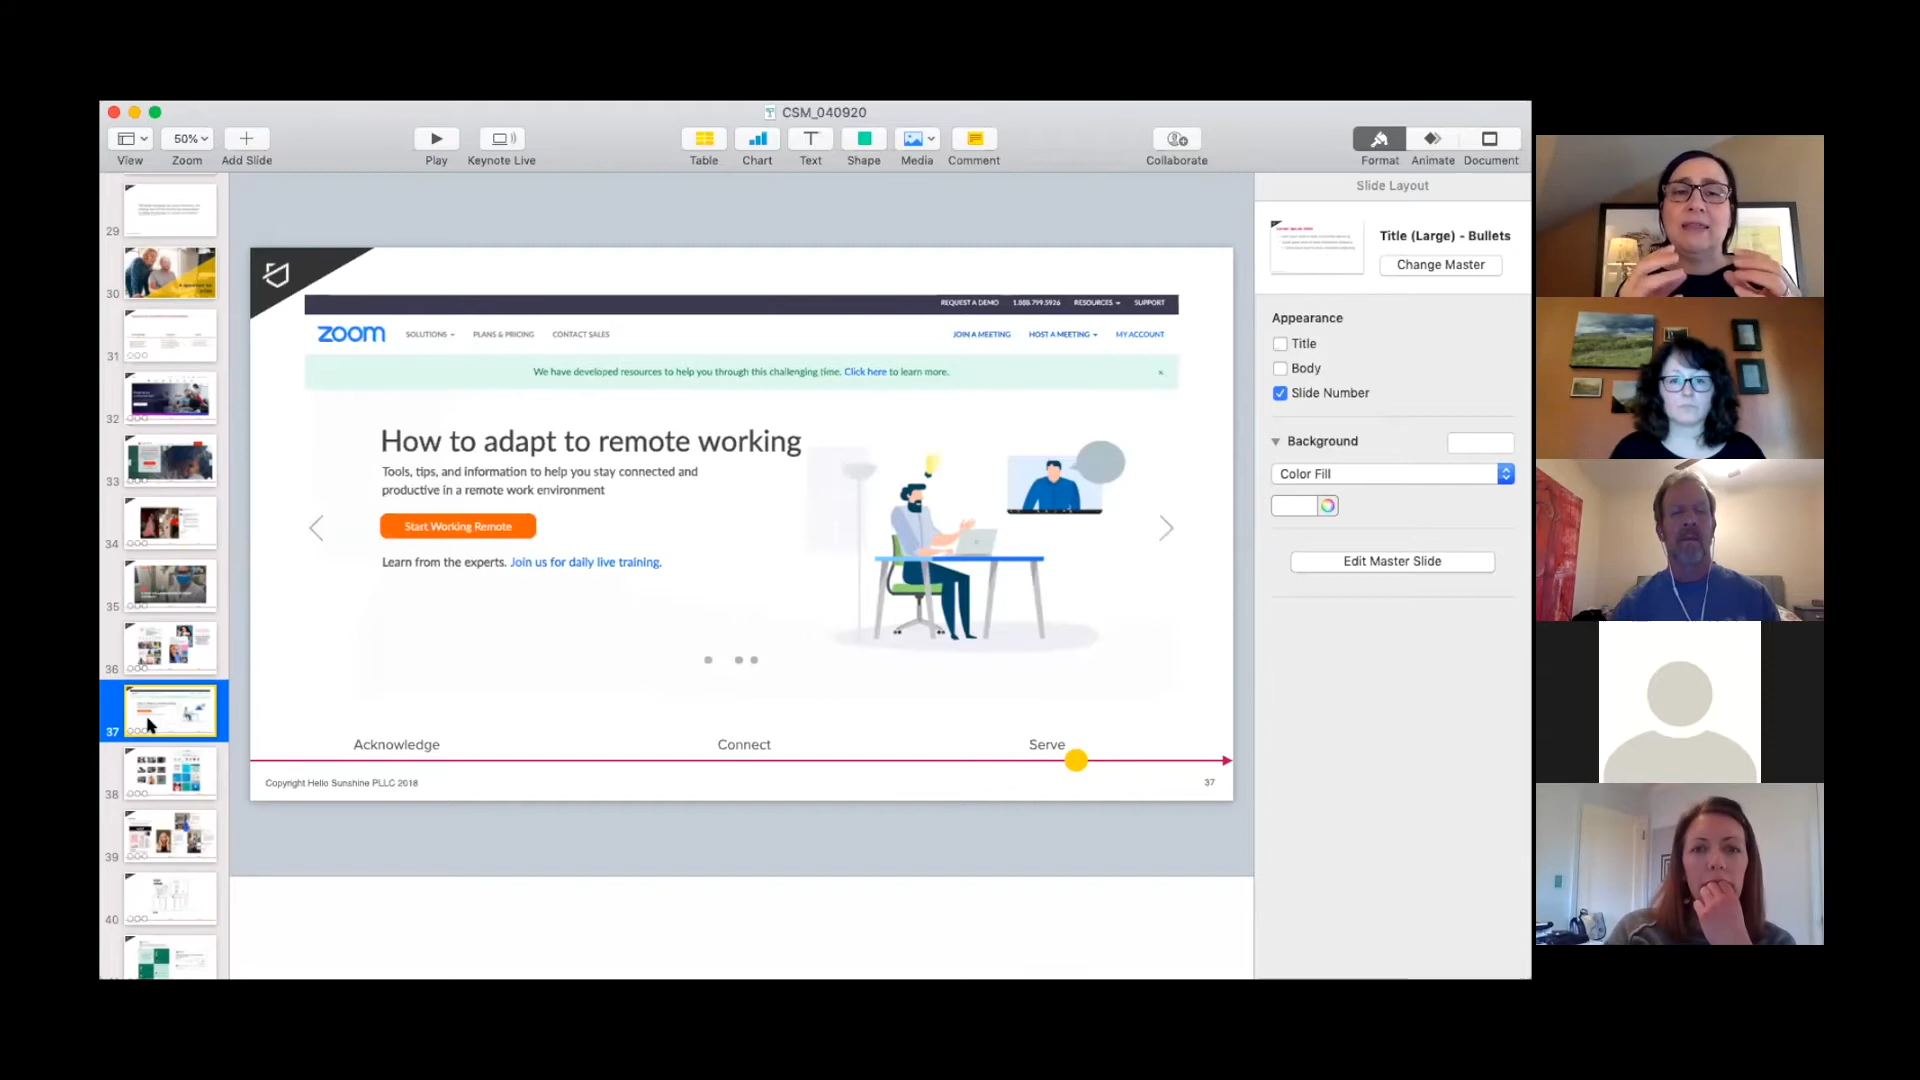 CSM_040920
50%
View
Zoom
Add Slide
Play
Keynote Live
Table
Chart
Text
Shape
Media
Comment
Collaborate
Format
Animate
Document
29
30
31
32
33
34
35
36
37
38
39
40
REQUEST A DEMO 1.888.799.5926 RESOURCES SUPPORT
zoom SOLUTIONS PLANS & PRICING CONTACT SALES JOIN A MEETING HOST A MEETING MY ACCOUNT
We have developed resources to help you through this challenging time. Click here to learn more. ×
How to adapt to remote working
Tools, tips, and information to help you stay connected and
productive in a remote work environment
Start Working Remote
Learn from the experts. Join us for daily live training.
Acknowledge Connect Serve
Copyright Hello Sunshine PLLC 2018 37
Slide Layout
Title (Large) - Bullets
Change Master
Appearance
Title
Body
Slide Number
Background
Color Fill
Edit Master Slide